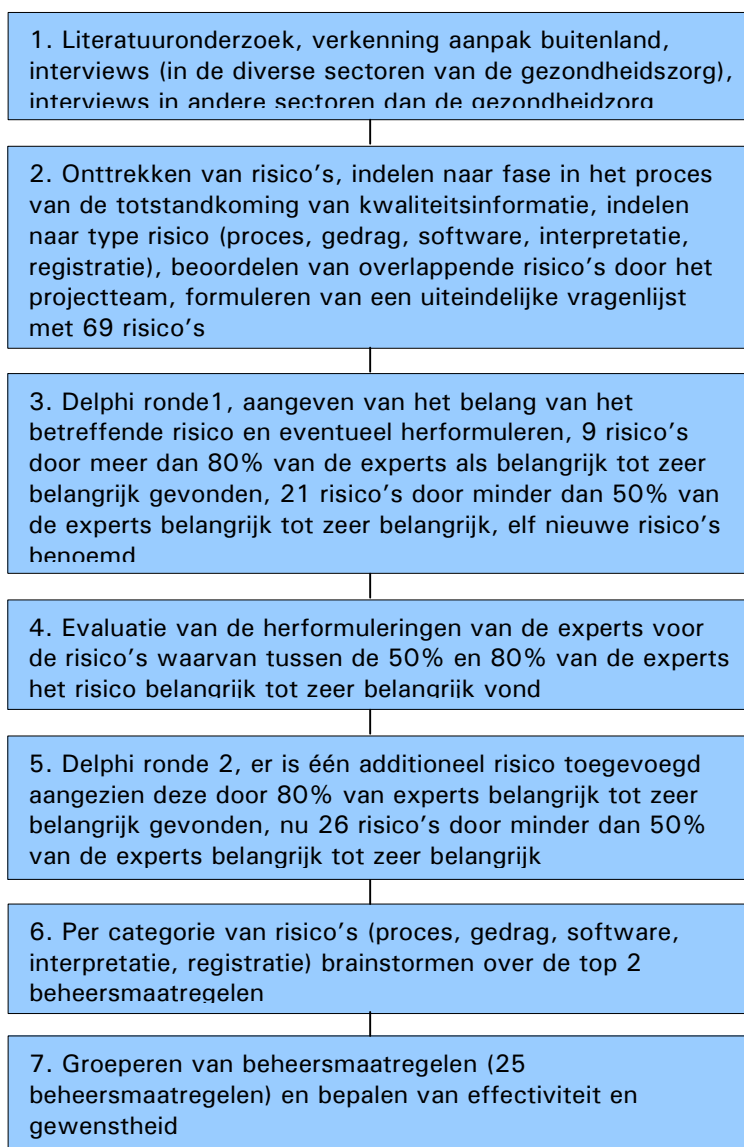 1. Literatuuronderzoek, verkenning aanpak buitenland,
interviews (in de diverse sectoren van de gezondheidszorg),
interviews in andere sectoren dan de gezondheidzorg
2. Onttrekken van risico's, indelen naar fase in het proces
van de totstandkoming van kwaliteitsinformatie, indelen
naar type risico (proces, gedrag, software, interpretatie,
registratie), beoordelen van overlappende risico's door het
projectteam, formuleren van een uiteindelijke vragenlijst
met 69 risico's
3. Delphi ronde1, aangeven van het belang van het
betreffende risico en eventueel herformuleren, 9 risico's
door meer dan 80% van de experts als belangrijk tot zeer
belangrijk gevonden, 21 risico's door minder dan 50% van
de experts belangrijk tot zeer belangrijk, elf nieuwe risico's
benoemd
4. Evaluatie van de herformuleringen van de experts voor
de risico's waarvan tussen de 50% en 80% van de experts
het risico belangrijk tot zeer belangrijk vond
5. Delphi ronde 2, er is één additioneel risico toegevoegd
aangezien deze door 80% van experts belangrijk tot zeer
belangrijk gevonden, nu 26 risico's door minder dan 50%
van de experts belangrijk tot zeer belangrijk
6. Per categorie van risico's (proces, gedrag, software,
interpretatie, registratie) brainstormen over de top 2
beheersmaatregelen
7. Groeperen van beheersmaatregelen (25
beheersmaatregelen) en bepalen van effectiviteit en
gewenstheid